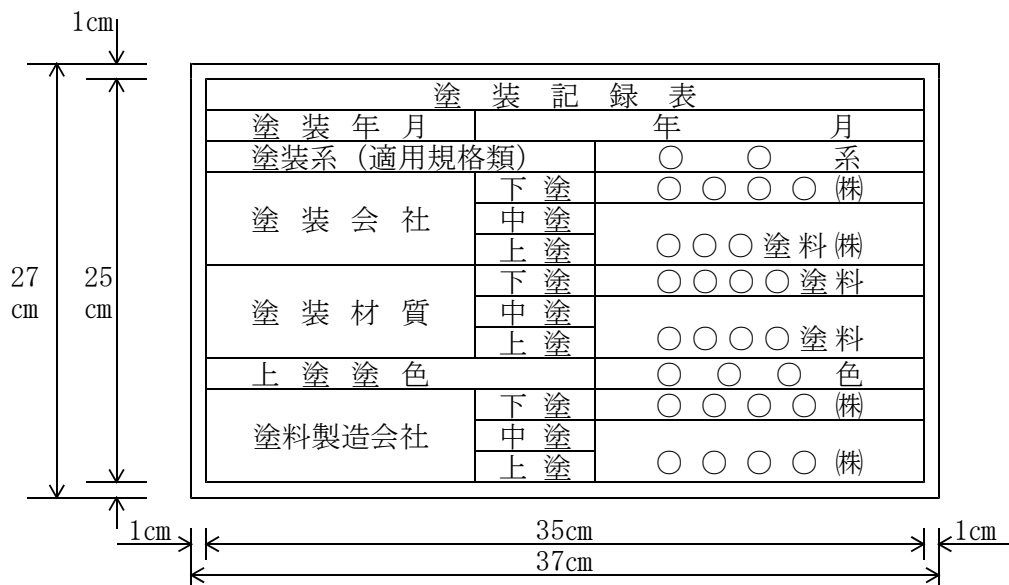 1cm
塗装記録表
塗装年月 年 月
塗装系（適用規格類） ○ ○ 系
下塗 ○○○○㈱
塗装会社 中塗
上塗 ○○○塗料㈱
27 25 下塗 ○○○○塗料
cm cm 塗装材質 中塗
上塗 ○○○○塗料
上塗塗色 ○ ○ ○ 色
下塗 ○○○○㈱
塗料製造会社 中塗
上塗 ○○○○㈱
1cm 35cm 1cm
37cm